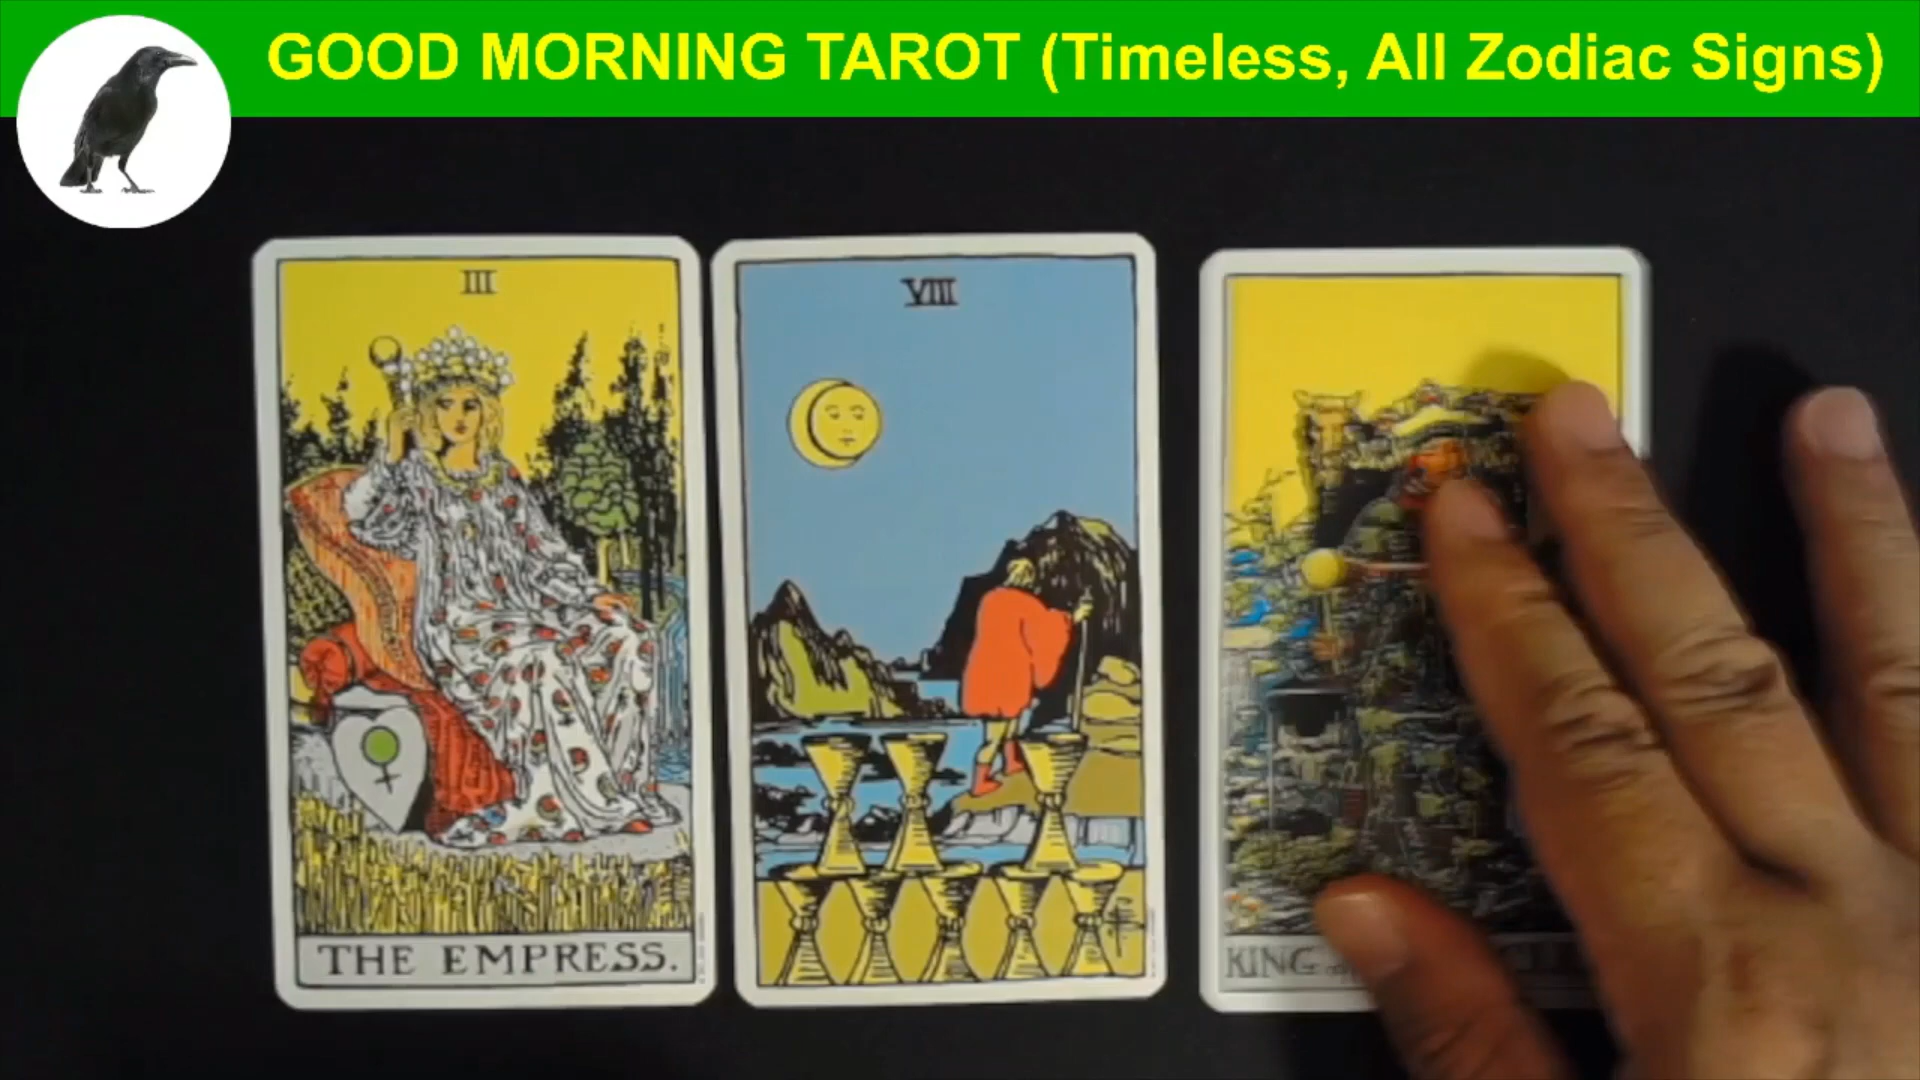 GOOD MORNING TAROT (Timeless, All Zodiac Signs)
III
THE EMPRESS.
VIII
KING